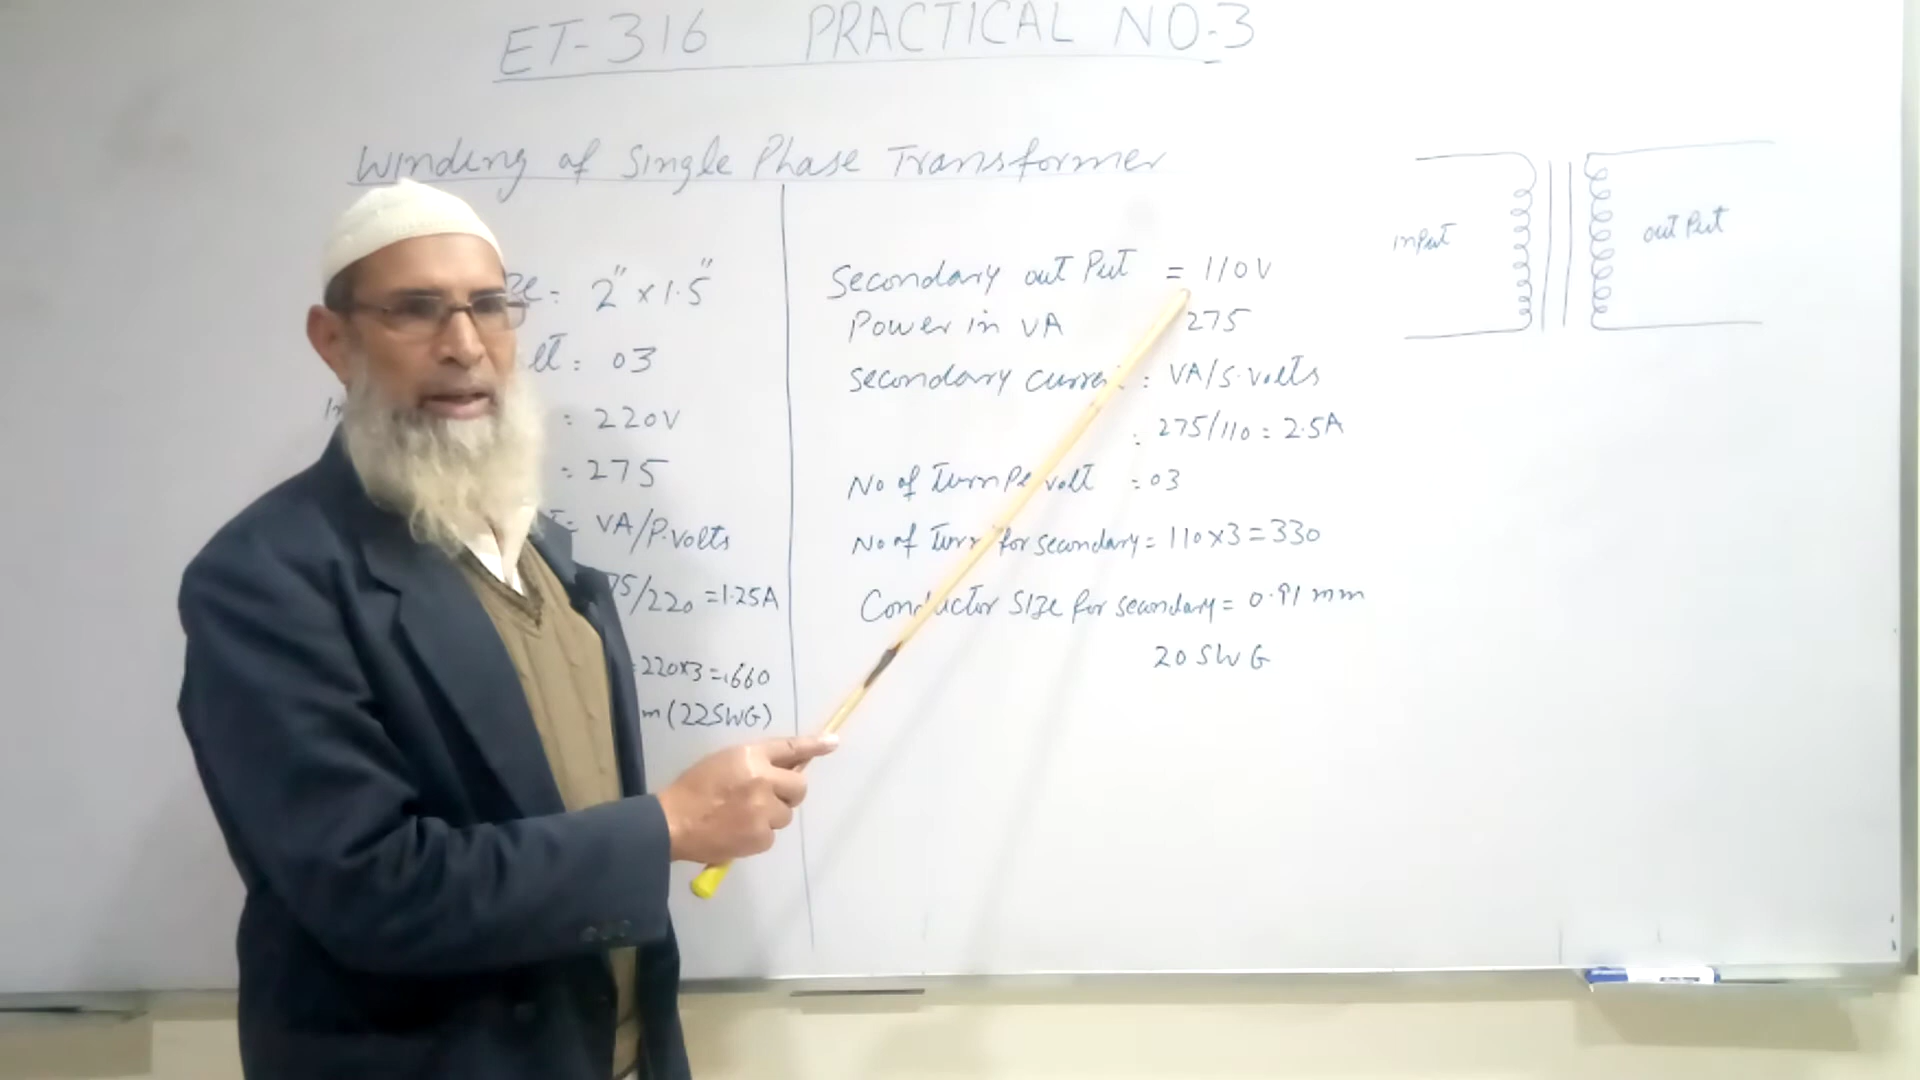 ET-316 PRACTICAL NO.3
Winding of Single Phase Transformer
: 2" x 1.5"
: 03
: 220V
: 275
= VA/P.volts
/220 = 1.25A
220x3 = 660
m (22SWG)
Secondary out Put = 110V
Power in VA 275
Secondary Curre : VA/S.volts
: 275/110 = 2.5A
No of Turn Pe volt : 03
No of Turn for secondary = 110x3 = 330
Conductor SIZE for secondary = 0.91 mm
20 SWG
input
out Put